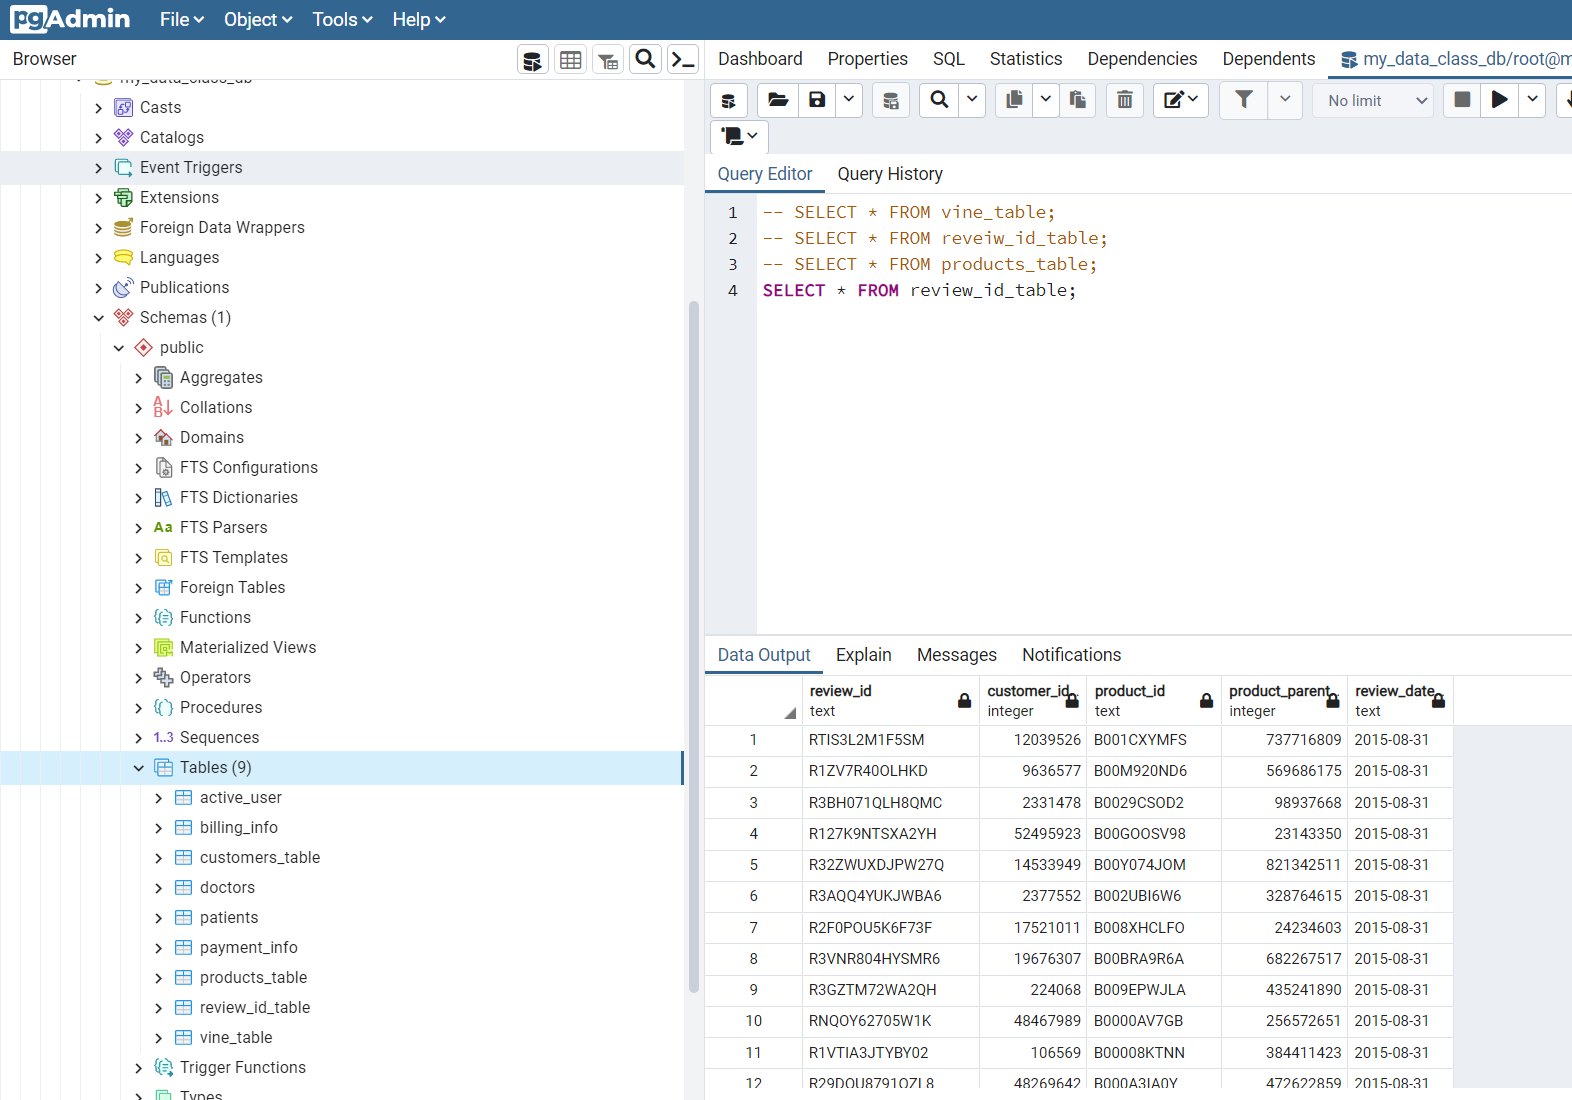 pgAdmin File Object Tools Help
Browser
my_data_class_db
Casts
Catalogs
Event Triggers
Extensions
Foreign Data Wrappers
Languages
Publications
Schemas (1)
public
Aggregates
Collations
Domains
FTS Configurations
FTS Dictionaries
Aa FTS Parsers
FTS Templates
Foreign Tables
Functions
Materialized Views
Operators
Procedures
1..3 Sequences
Tables (9)
active_user
billing_info
customers_table
doctors
patients
payment_info
products_table
review_id_table
vine_table
Trigger Functions
Types
Dashboard Properties SQL Statistics Dependencies Dependents my_data_class_db/root@m
No limit
Query Editor Query History
1 -- SELECT * FROM vine_table;
2 -- SELECT * FROM reveiw_id_table;
3 -- SELECT * FROM products_table;
4 SELECT * FROM review_id_table;
Data Output Explain Messages Notifications
review_id customer_id product_id product_parent review_date
text integer text integer text
1 RTIS3L2M1F5SM 12039526 B001CXYMFS 737716809 2015-08-31
2 R1ZV7R40OLHKD 9636577 B00M920ND6 569686175 2015-08-31
3 R3BH071QLH8QMC 2331478 B0029CSOD2 98937668 2015-08-31
4 R127K9NTSXA2YH 52495923 B00GOOSV98 23143350 2015-08-31
5 R32ZWUXDJPW27Q 14533949 B00Y074JOM 821342511 2015-08-31
6 R3AQQ4YUKJWBA6 2377552 B002UBI6W6 328764615 2015-08-31
7 R2F0POU5K6F73F 17521011 B008XHCLFO 24234603 2015-08-31
8 R3VNR804HYSMR6 19676307 B00BRA9R6A 682267517 2015-08-31
9 R3GZTM72WA2QH 224068 B009EPWJLA 435241890 2015-08-31
10 RNQOY62705W1K 48467989 B0000AV7GB 256572651 2015-08-31
11 R1VTIA3JTYBY02 106569 B00008KTNN 384411423 2015-08-31
12 R29DOU8791QZL8 48269642 B000A3IA0Y 472622859 2015-08-31